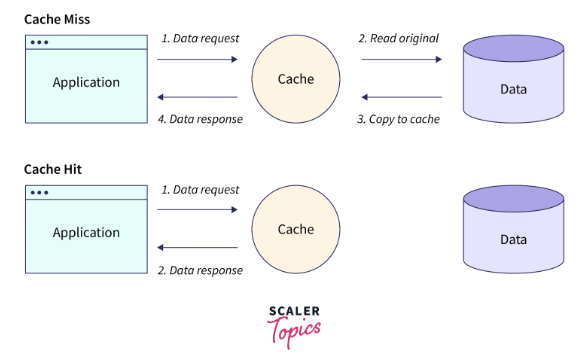 Cache Miss
1. Data request
2. Read original
Application
Cache
Data
4. Data response
3. Copy to cache
Cache Hit
1. Data request
Application
Cache
Data
2. Data response
SCALER
Topics